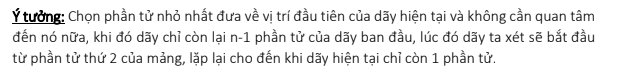 Ý tưởng: Chọn phần tử nhỏ nhất đưa về vị trí đầu tiên của dãy hiện tại và không cần quan tâm
đến nó nữa, khi đó dãy chỉ còn lại n-1 phần tử của dãy ban đầu, lúc đó dãy ta xét sẽ bắt đầu
từ phần tử thứ 2 của mảng, lặp lại cho đến khi dãy hiện tại chỉ còn 1 phần tử.